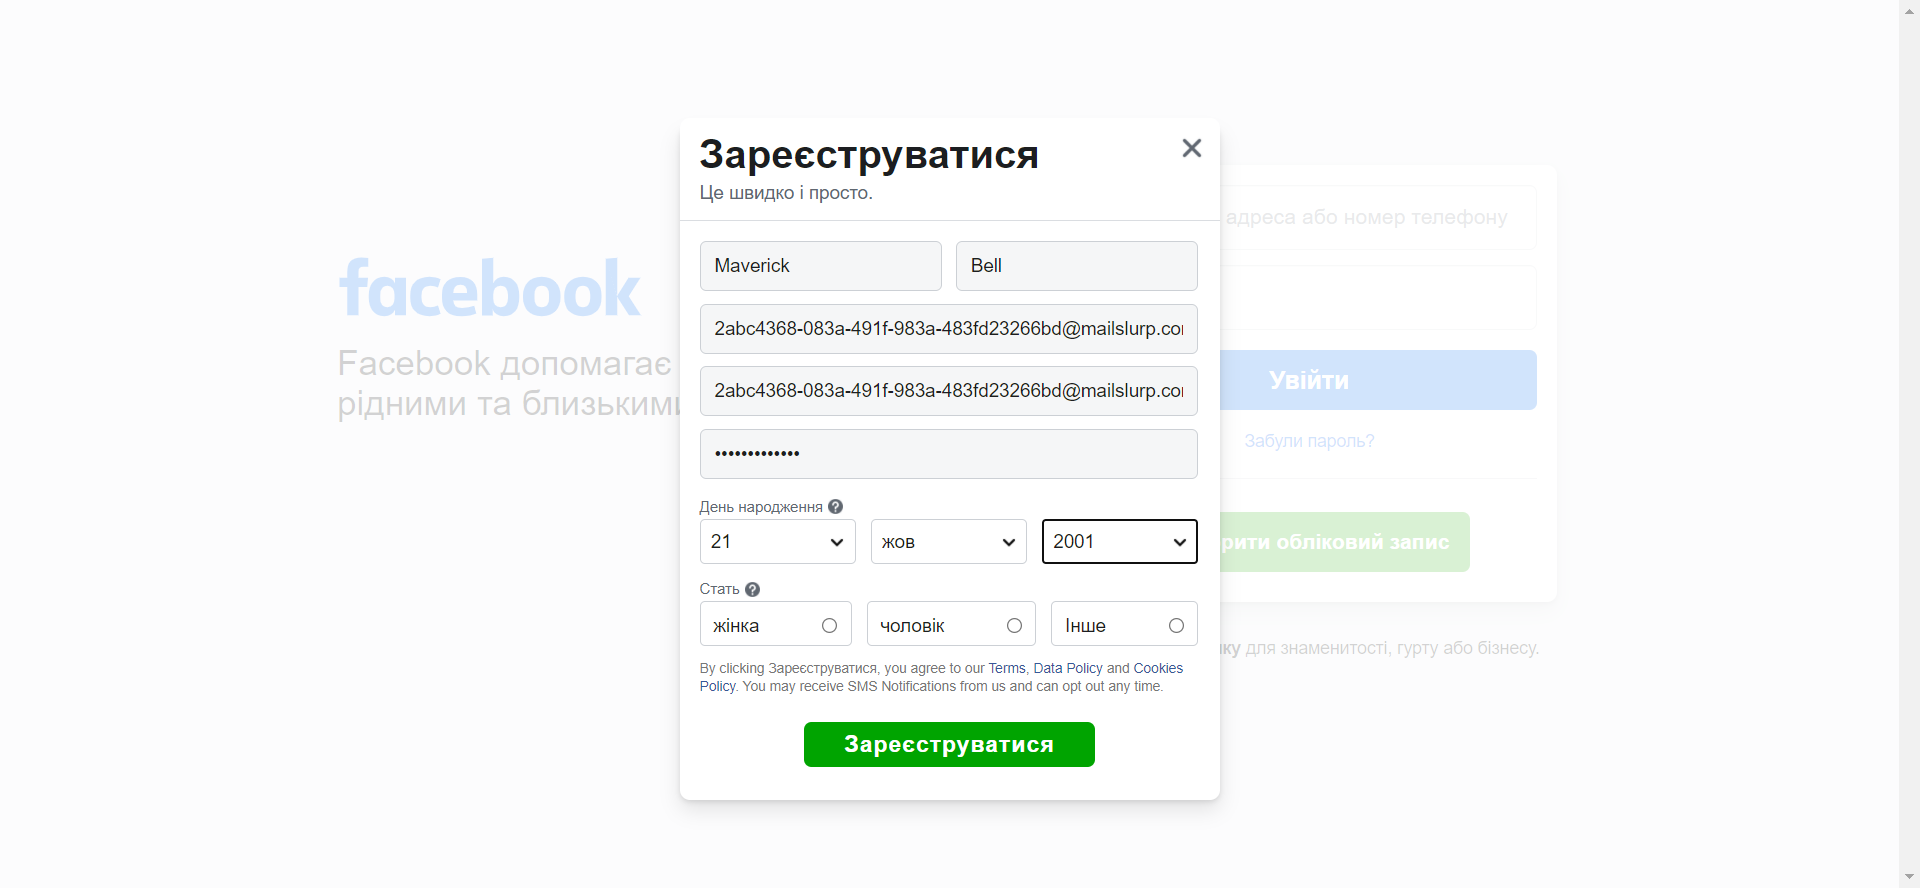 Зареєструватися
Це швидко і просто.
Maverick
Bell
2abc4368-083a-491f-983a-483fd23266bd@mailslurp.co
2abc4368-083a-491f-983a-483fd23266bd@mailslurp.co
•••••••••••••
День народження
21
жов
2001
Стать
жінка
чоловік
Інше
By clicking Зареєструватися, you agree to our Terms, Data Policy and Cookies
Policy. You may receive SMS Notifications from us and can opt out any time.
Зареєструватися
facebook
Facebook допомагає
рідними та близькими
адреса або номер телефону
Увійти
Забули пароль?
рити обліковий запис
ку для знаменитості, гурту або бізнесу.